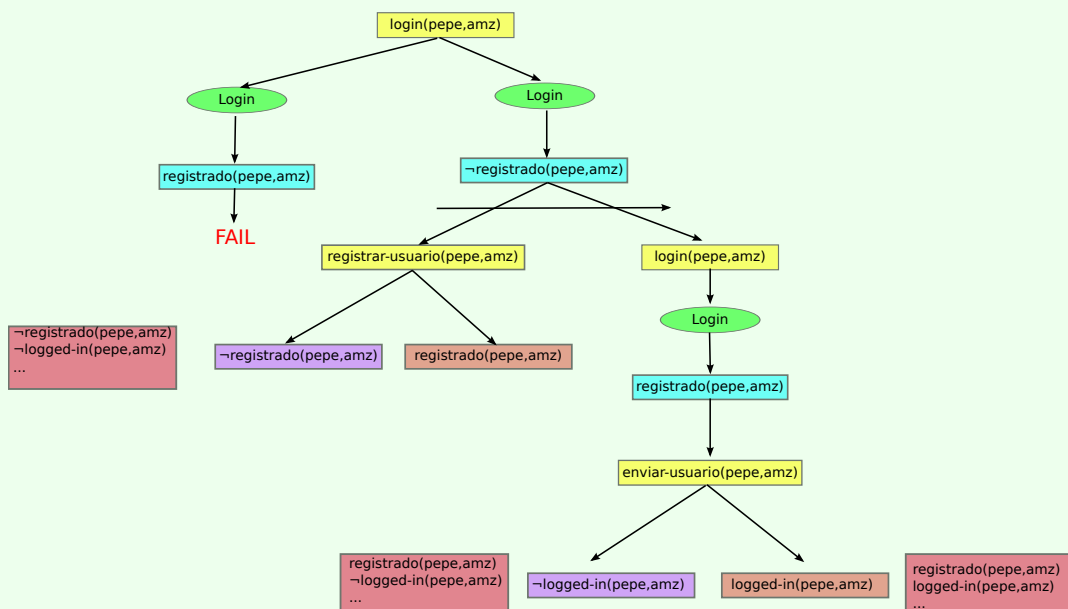 login(pepe,amz)
Login
Login
registrado(pepe,amz)
¬registrado(pepe,amz)
FAIL
registrar-usuario(pepe,amz)
login(pepe,amz)
Login
¬registrado(pepe,amz)
¬logged-in(pepe,amz)
...
¬registrado(pepe,amz)
registrado(pepe,amz)
registrado(pepe,amz)
enviar-usuario(pepe,amz)
registrado(pepe,amz)
¬logged-in(pepe,amz)
...
¬logged-in(pepe,amz)
logged-in(pepe,amz)
registrado(pepe,amz)
logged-in(pepe,amz)
...